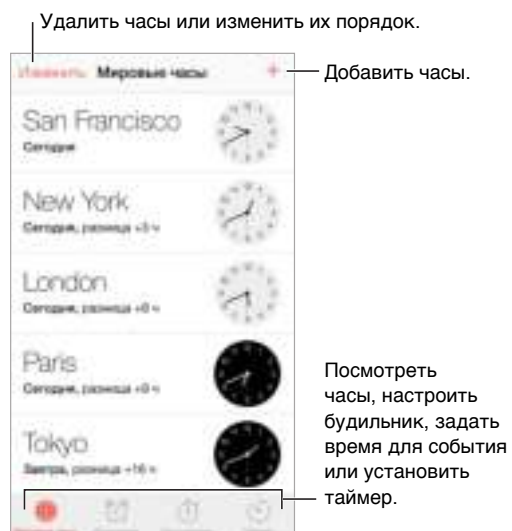 Удалить часы или изменить их порядок.
Изменить Мировые часы +
Добавить часы.
San Francisco
Сегодня
New York
Сегодня, разница +3 ч
London
Сегодня, разница +8 ч
Paris
Сегодня, разница +9 ч
Tokyo
Завтра, разница +16 ч
Посмотреть
часы, настроить
будильник, задать
время для события
или установить
таймер.